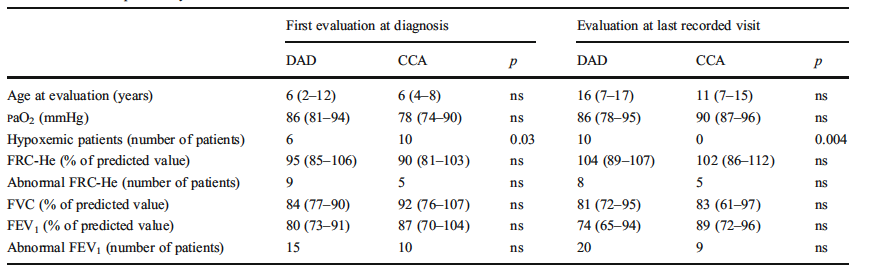 First evaluation at diagnosis Evaluation at last recorded visit
DAD CCA p DAD CCA p
Age at evaluation (years) 6 (2–12) 6 (4–8) ns 16 (7–17) 11 (7–15) ns
PaO2 (mmHg) 86 (81–94) 78 (74–90) ns 86 (78–95) 90 (87–96) ns
Hypoxemic patients (number of patients) 6 10 0.03 10 0 0.004
FRC-He (% of predicted value) 95 (85–106) 90 (81–103) ns 104 (89–107) 102 (86–112) ns
Abnormal FRC-He (number of patients) 9 5 ns 8 5 ns
FVC (% of predicted value) 84 (77–90) 92 (76–107) ns 81 (72–95) 83 (61–97) ns
FEV1 (% of predicted value) 80 (73–91) 87 (70–104) ns 74 (65–94) 89 (72–96) ns
Abnormal FEV1 (number of patients) 15 10 ns 20 9 ns